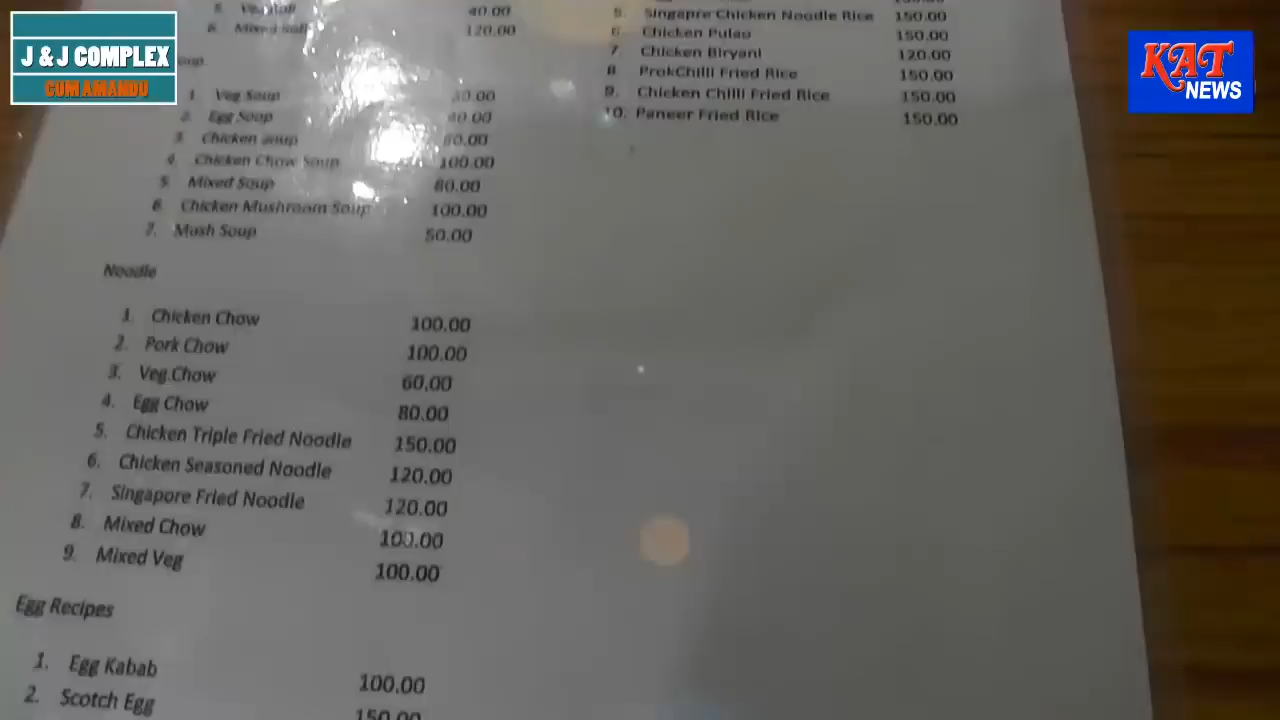 J & J COMPLEX
GUMAMANDU
KAT
NEWS
40.00
6. Mixed Roll 120.00
1. Veg Soup
2. Egg Soup 40.00
3. Chicken soup
4. Chicken Chow Soup 100.00
5 Mixed Soup 80.00
6 Chicken Mushroom Soup 100.00
7. Mush Soup 50.00
Noodle
1. Chicken Chow 100.00
2. Pork Chow 100.00
3. Veg.Chow 60.00
4. Egg Chow 80.00
5. Chicken Triple Fried Noodle 150.00
6. Chicken Seasoned Noodle 120.00
7. Singapore Fried Noodle 120.00
8. Mixed Chow 100.00
9. Mixed Veg 100.00
Egg Recipes
1. Egg Kabab 100.00
2. Scotch Egg 150.00
5. Singapre Chicken Noodle Rice 150.00
6 Chicken Pulao 150.00
7 Chicken Biryani 120.00
8 ProkChilli Fried Rice 150.00
9. Chicken Chilli Fried Rice 150.00
10. Paneer Fried Rice 150.00